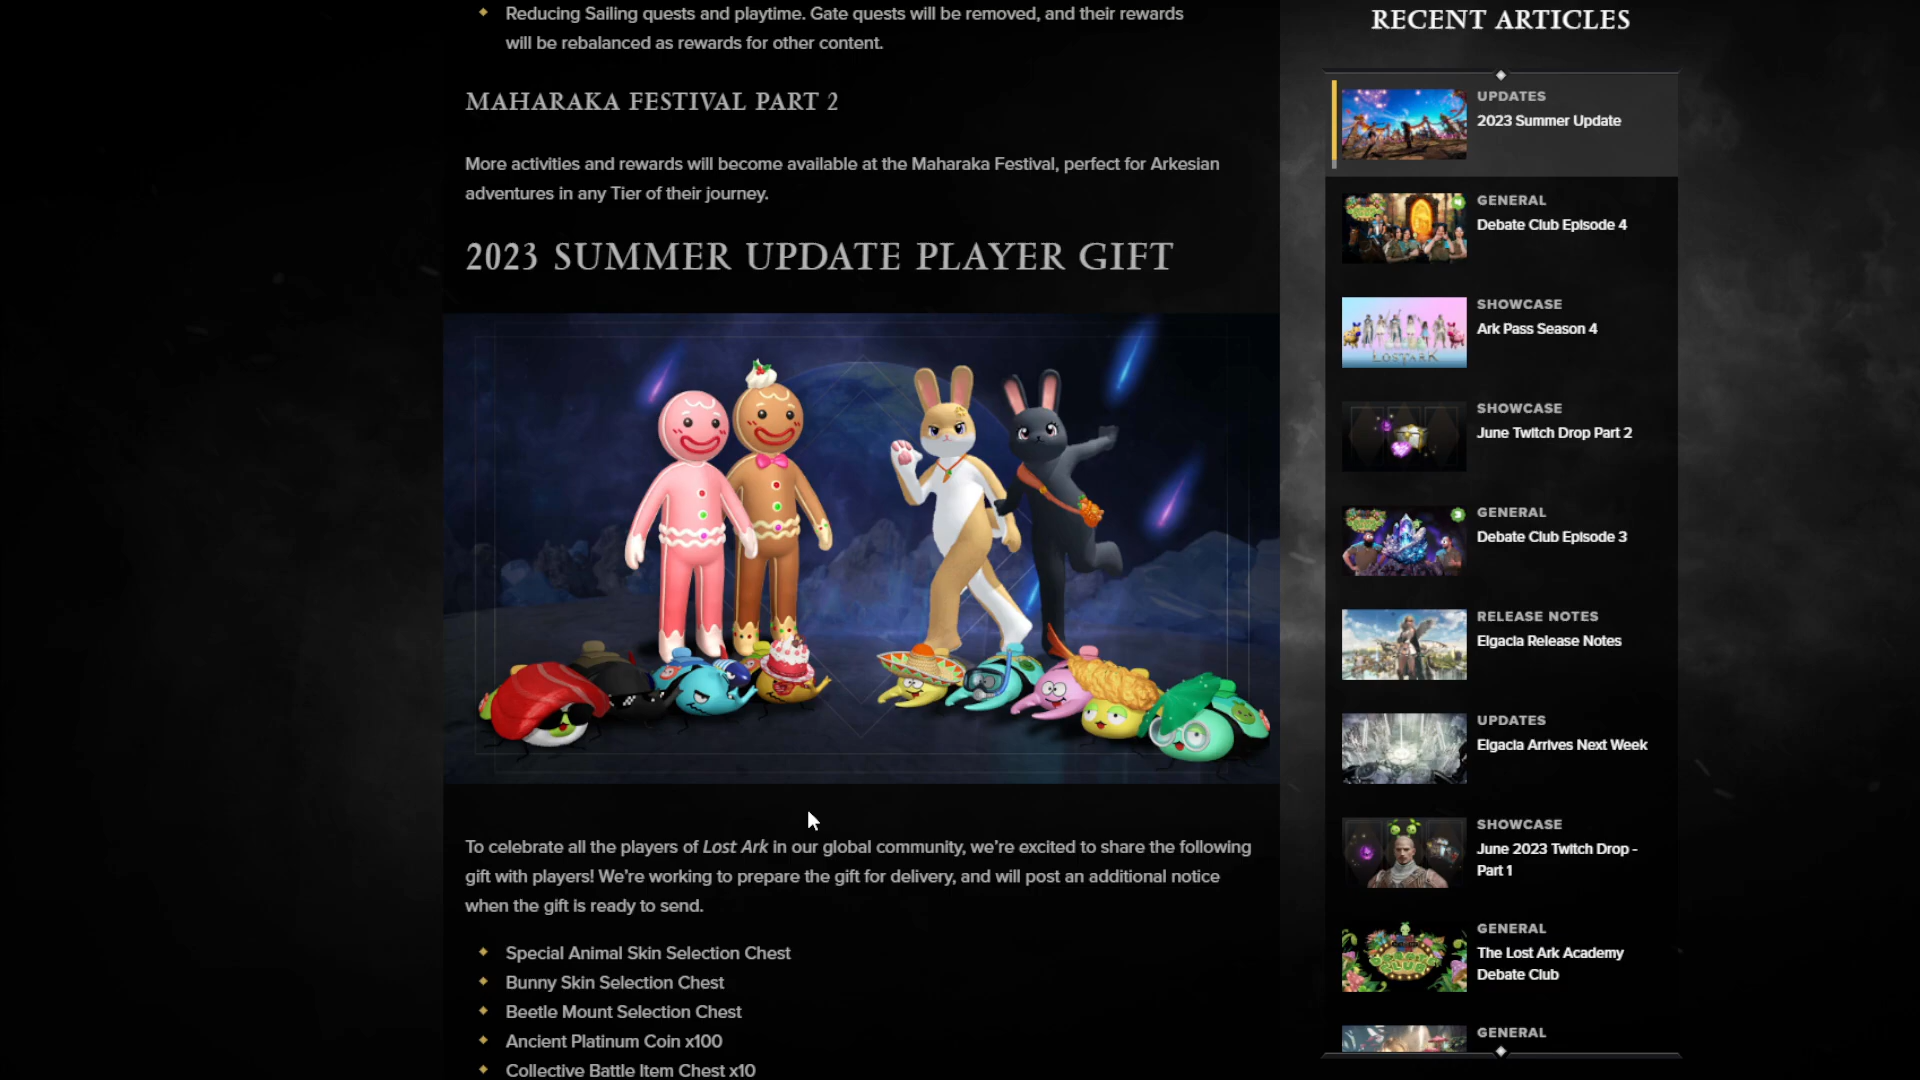 Reducing Sailing quests and playtime. Gate quests will be removed, and their rewards
will be rebalanced as rewards for other content.
MAHARAKA FESTIVAL PART 2
More activities and rewards will become available at the Maharaka Festival, perfect for Arkesian
adventures in any Tier of their journey.
2023 SUMMER UPDATE PLAYER GIFT
To celebrate all the players of Lost Ark in our global community, we're excited to share the following
gift with players! We're working to prepare the gift for delivery, and will post an additional notice
when the gift is ready to send.
Special Animal Skin Selection Chest
Bunny Skin Selection Chest
Beetle Mount Selection Chest
Ancient Platinum Coin x100
Collective Battle Item Chest x10
RECENT ARTICLES
UPDATES
2023 Summer Update
GENERAL
Debate Club Episode 4
4
SHOWCASE
Ark Pass Season 4
LOST ARK
SHOWCASE
June Twitch Drop Part 2
GENERAL
Debate Club Episode 3
3
RELEASE NOTES
Elgacia Release Notes
UPDATES
Elgacia Arrives Next Week
SHOWCASE
June 2023 Twitch Drop -
Part 1
GENERAL
The Lost Ark Academy
Debate Club
GENERAL